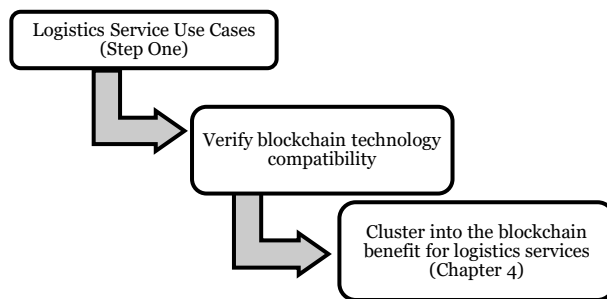 Logistics Service Use Cases
(Step One)
Verify blockchain technology
compatibility
Cluster into the blockchain
benefit for logistics services
(Chapter 4)